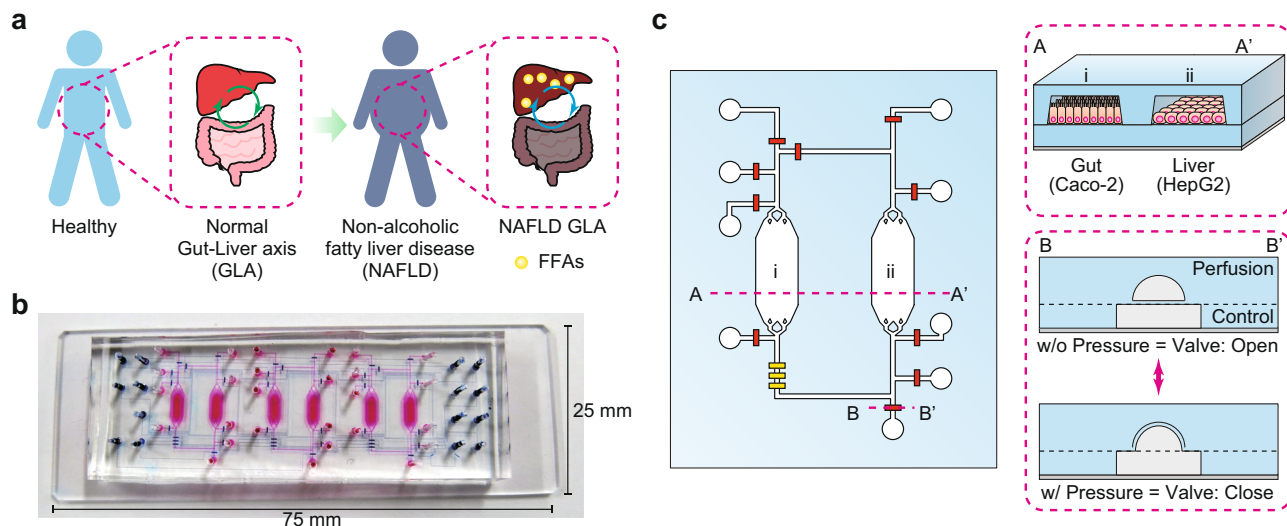 a
Healthy
Normal
Gut-Liver axis
(GLA)
Non-alcoholic
fatty liver disease
(NAFLD)
NAFLD GLA
FFAs
b
25 mm
75 mm
c
i
ii
A
A'
B
B'
A
A'
i
ii
Gut
(Caco-2)
Liver
(HepG2)
B
B'
Perfusion
Control
w/o Pressure = Valve: Open
w/ Pressure = Valve: Close